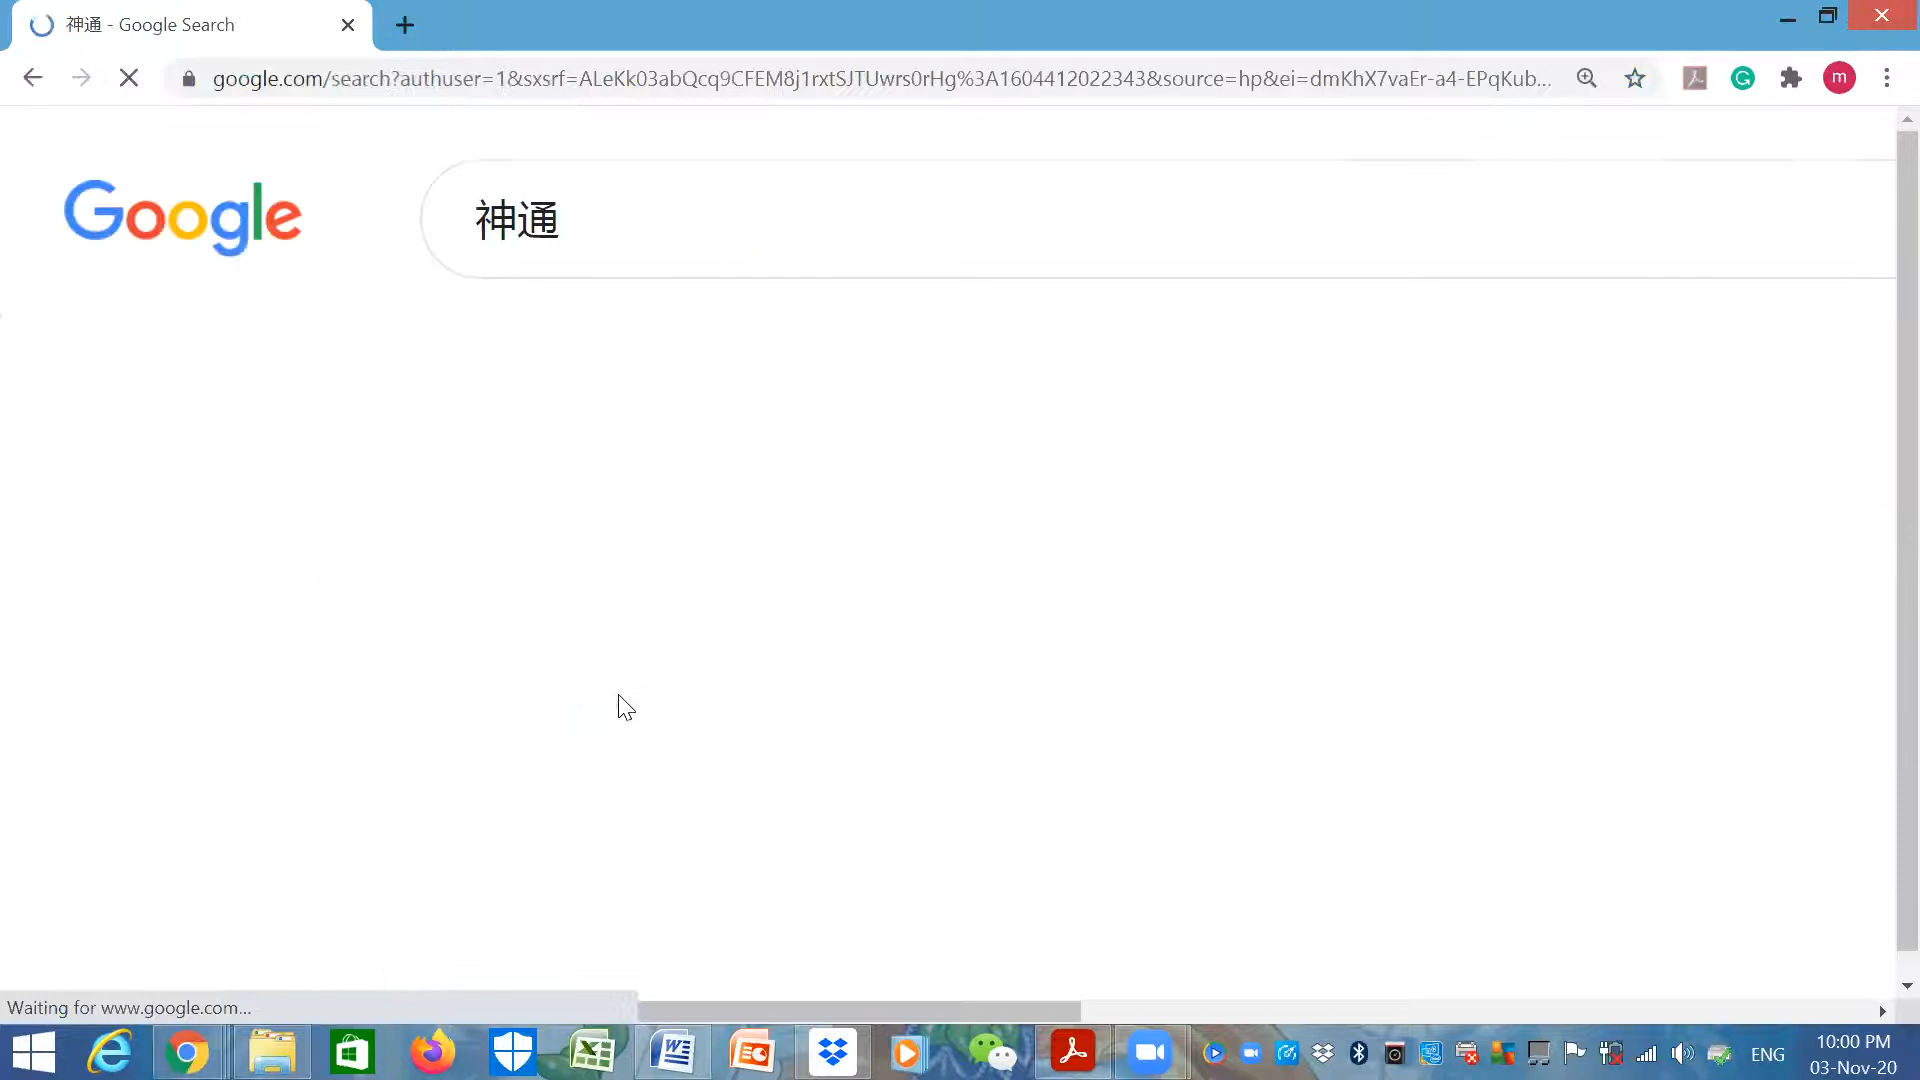 神通 - Google Search
google.com/search?authuser=1&sxsrf=ALeKk03abQcq9CFEM8j1rxtSJTUwrs0rHg%3A1604412022343&source=hp&ei=dmKhX7vaEr-a4-EPqKub...
m
Google
神通
Waiting for www.google.com...
ENG
10:00 PM
03-Nov-20